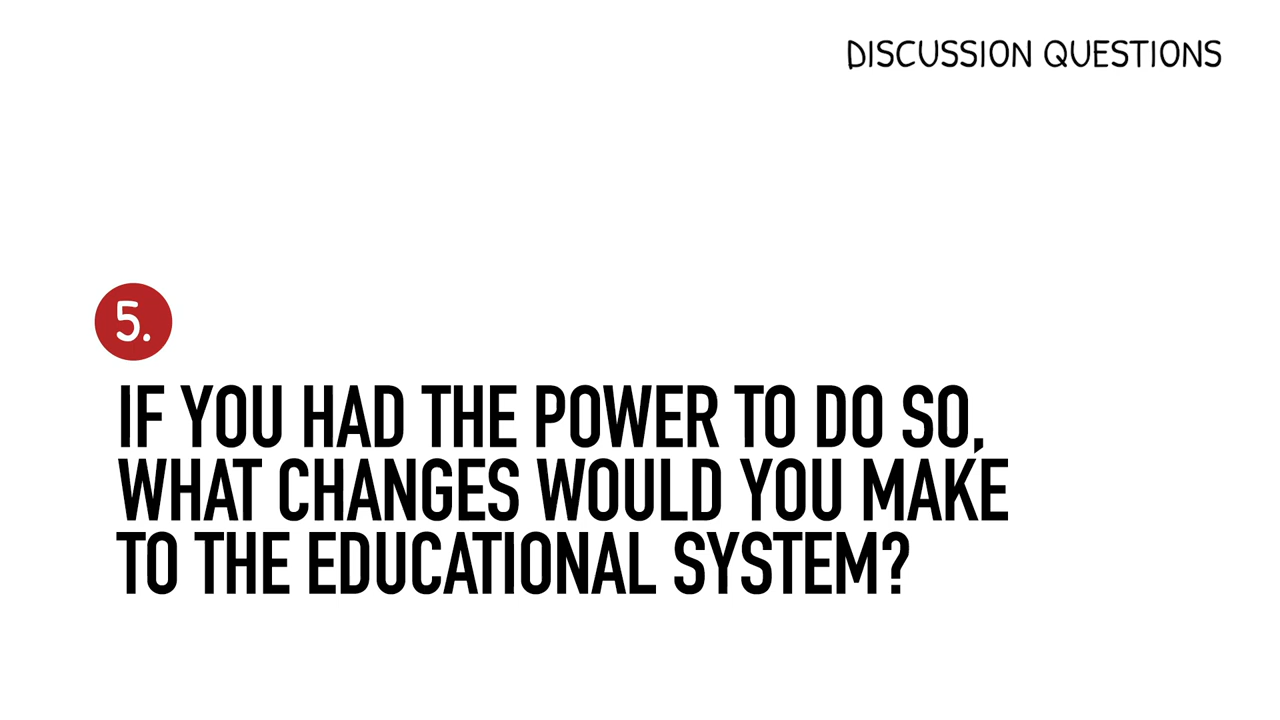 DISCUSSION QUESTIONS
5.
IF YOU HAD THE POWER TO DO SO,
WHAT CHANGES WOULD YOU MAKE
TO THE EDUCATIONAL SYSTEM?